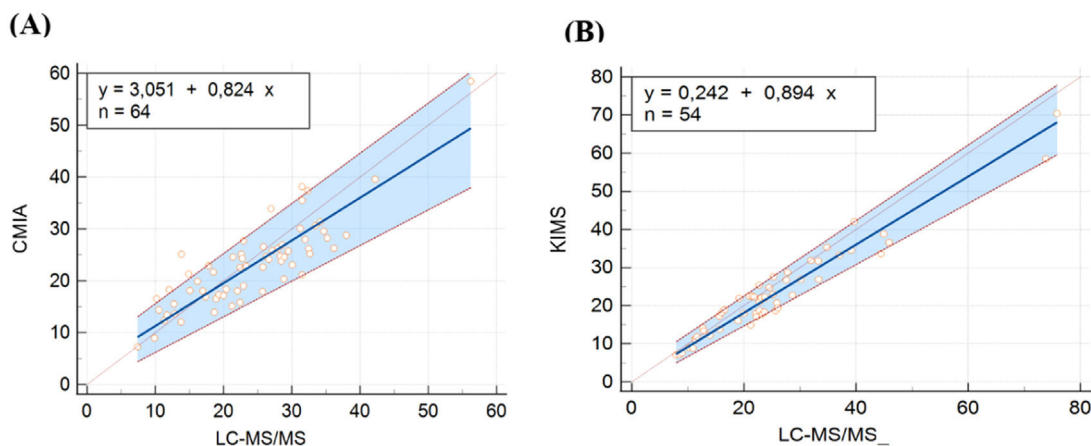 (A)
y = 3,051 + 0,824 x
n = 64
60
50
40
30
20
10
0
CMIA
0 10 20 30 40 50 60
LC-MS/MS
(B)
y = 0,242 + 0,894 x
n = 54
80
70
60
50
40
30
20
10
0
KIMS
0 20 40 60 80
LC-MS/MS_